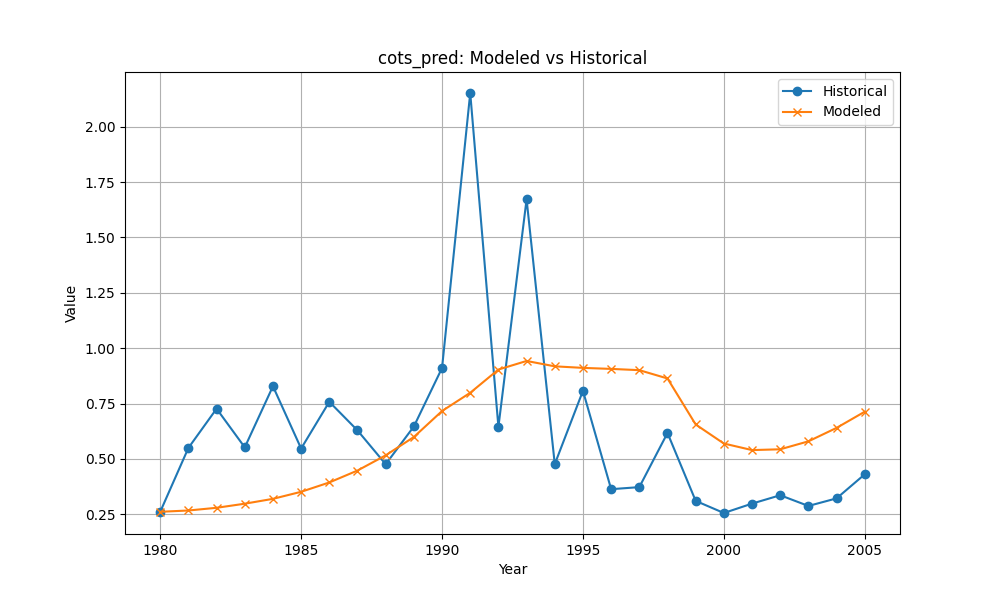 cots_pred: Modeled vs Historical
Historical
Modeled
Value
2.00
1.75
1.50
1.25
1.00
0.75
0.50
0.25
1980 1985 1990 1995 2000 2005
Year